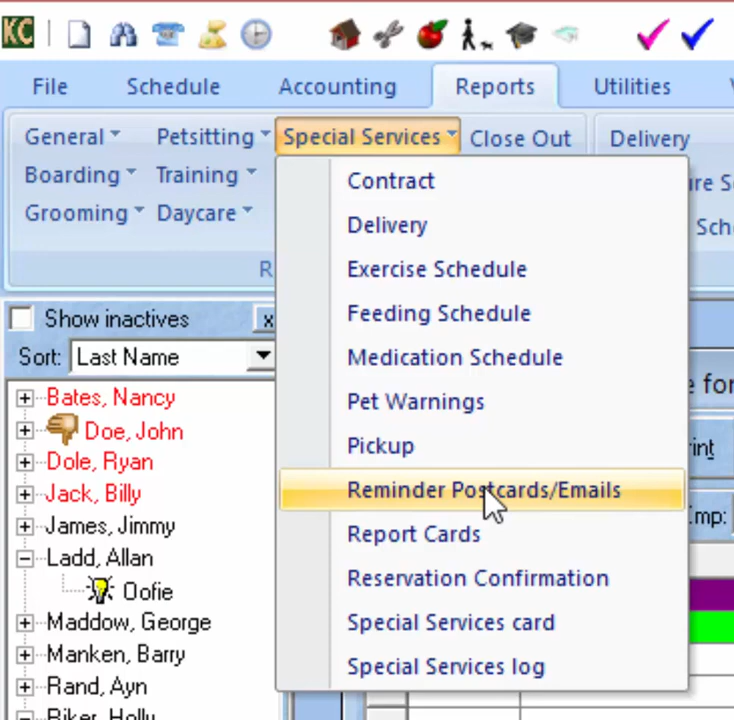 KC
File Schedule Accounting Reports Utilities
General Petsitting Special Services Close Out Delivery
Boarding Training
Grooming Daycare
Contract
Delivery
Exercise Schedule
Feeding Schedule
Medication Schedule
Pet Warnings
Pickup
Reminder Postcards/Emails
Report Cards
Reservation Confirmation
Special Services card
Special Services log
Show inactives x
Sort: Last Name
Bates, Nancy
Doe, John
Dole, Ryan
Jack, Billy
James, Jimmy
Ladd, Allan
Oofie
Maddow, George
Manken, Barry
Rand, Ayn
Riker, Holly